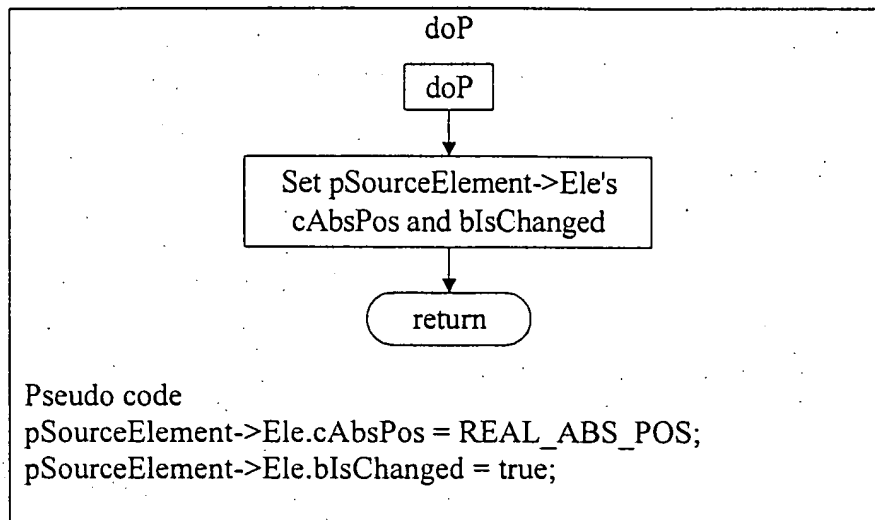 doP
doP
Set pSourceElement->Ele's
cAbsPos and bIsChanged
return
Pseudo code
pSourceElement->Ele.cAbsPos = REAL_ABS_POS;
pSourceElement->Ele.bIsChanged = true;